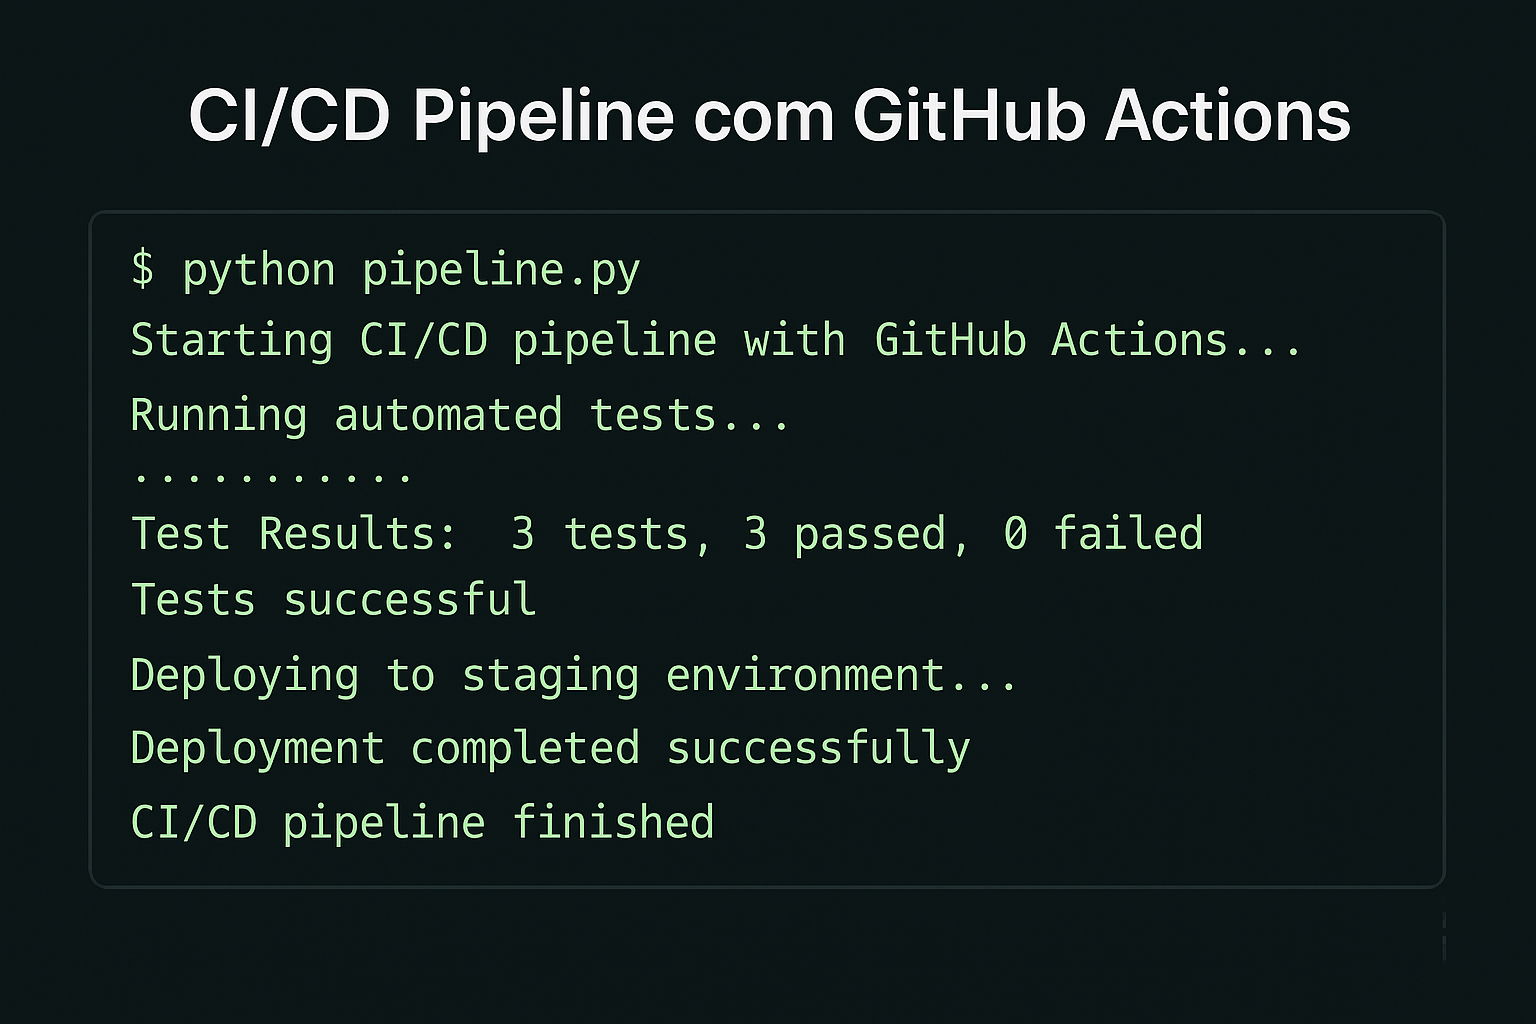 CI/CD Pipeline com GitHub Actions
$ python pipeline.py
Starting CI/CD pipeline with GitHub Actions...
Running automated tests...
...........
Test Results:  3 tests, 3 passed, 0 failed
Tests successful
Deploying to staging environment...
Deployment completed successfully
CI/CD pipeline finished